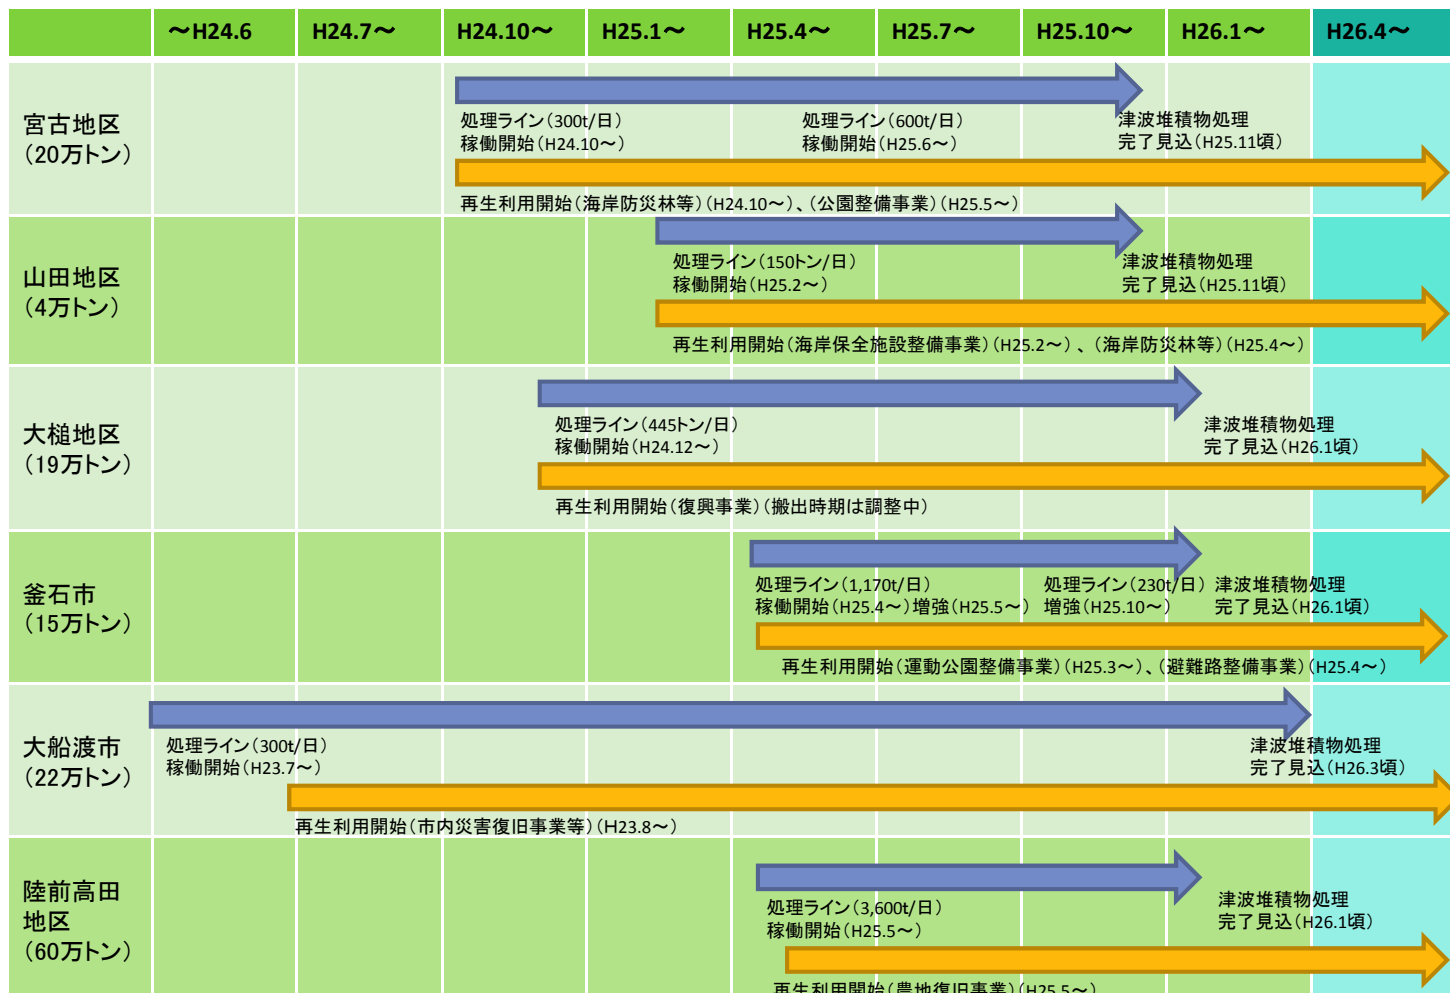 ～H24.6
H24.7～
H24.10～
H25.1～
H25.4～
H25.7～
H25.10～
H26.1～
H26.4～
宮古地区
（20万トン）
処理ライン（300t/日）
稼働開始（H24.10～）
処理ライン（600t/日）
稼働開始（H25.6～）
津波堆積物処理
完了見込（H25.11頃）
再生利用開始（海岸防災林等）（H24.10～）、（公園整備事業）（H25.5～）
山田地区
（4万トン）
処理ライン（150トン/日）
稼働開始（H25.2～）
津波堆積物処理
完了見込（H25.11頃）
再生利用開始（海岸保全施設整備事業）（H25.2～）、（海岸防災林等）（H25.4～）
大槌地区
（19万トン）
処理ライン（445トン/日）
稼働開始（H24.12～）
津波堆積物処理
完了見込（H26.1頃）
再生利用開始（復興事業）（搬出時期は調整中）
釜石市
（15万トン）
処理ライン（1,170t/日）
稼働開始（H25.4～）増強（H25.5～）
処理ライン（230t/日）
増強（H25.10～）
津波堆積物処理
完了見込（H26.1頃）
再生利用開始（運動公園整備事業）（H25.3～）、（避難路整備事業）（H25.4～）
大船渡市
（22万トン）
処理ライン（300t/日）
稼働開始（H23.7～）
津波堆積物処理
完了見込（H26.3頃）
再生利用開始（市内災害復旧事業等）（H23.8～）
陸前高田
地区
（60万トン）
処理ライン（3,600t/日）
稼働開始（H25.5～）
津波堆積物処理
完了見込（H26.1頃）
再生利用開始（農地復旧事業）（H25.5～）